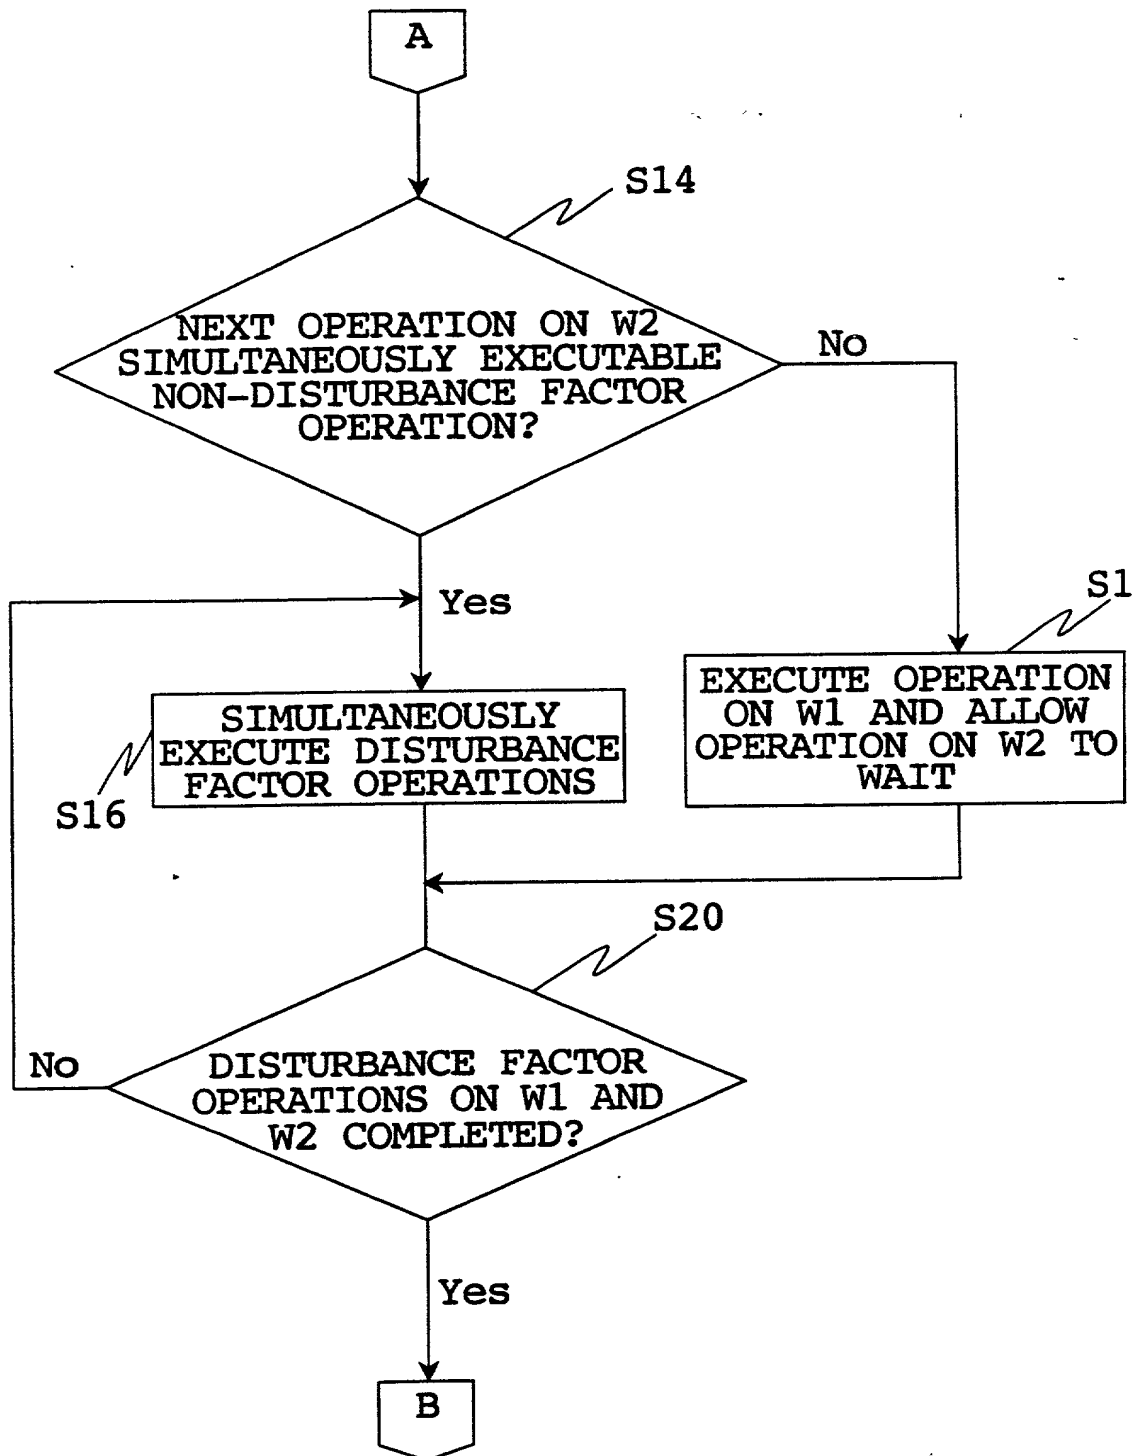 A
S14
NEXT OPERATION ON W2
SIMULTANEOUSLY EXECUTABLE
NON-DISTURBANCE FACTOR
OPERATION?
No
Yes
S1
SIMULTANEOUSLY
EXECUTE DISTURBANCE
FACTOR OPERATIONS
S16
EXECUTE OPERATION
ON W1 AND ALLOW
OPERATION ON W2 TO
WAIT
S20
No
DISTURBANCE FACTOR
OPERATIONS ON W1 AND
W2 COMPLETED?
Yes
B